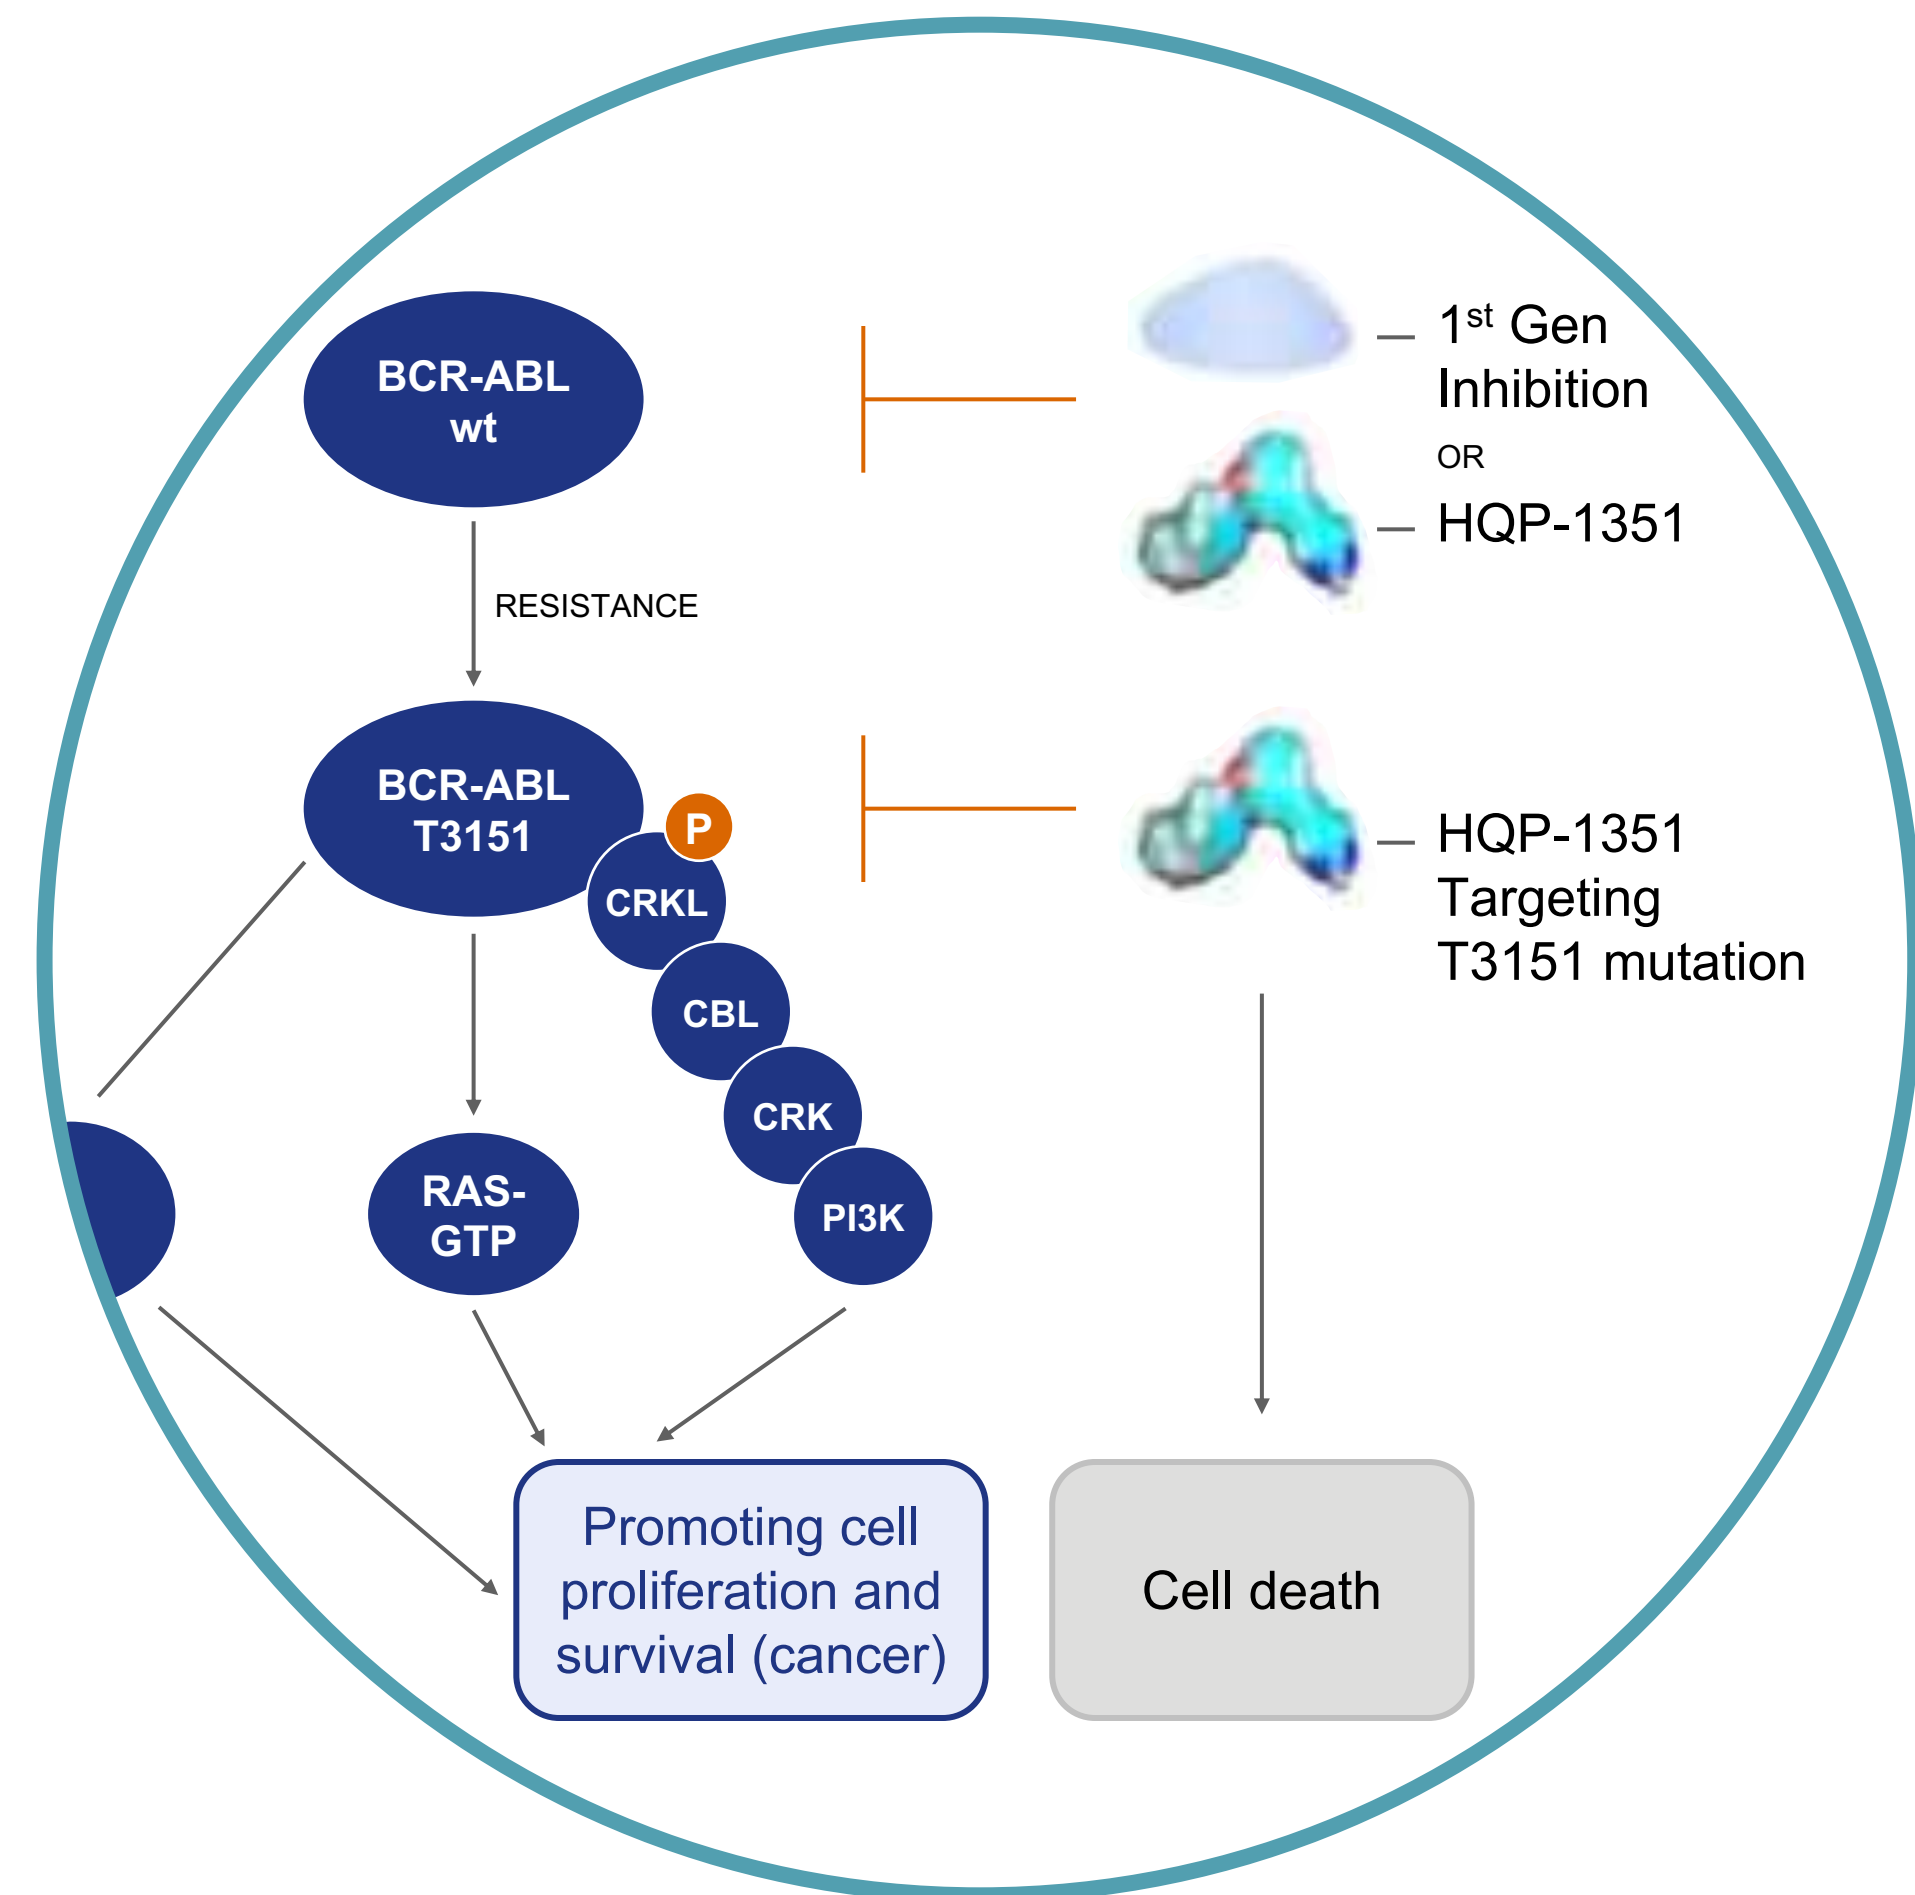 BCR-ABL
wt
1st Gen
Inhibition
OR
HQP-1351
RESISTANCE
BCR-ABL
T3151
P
CRKL
CBL
CRK
PI3K
HQP-1351
Targeting
T3151 mutation
RAS-
GTP
Promoting cell
proliferation and
survival (cancer)
Cell death